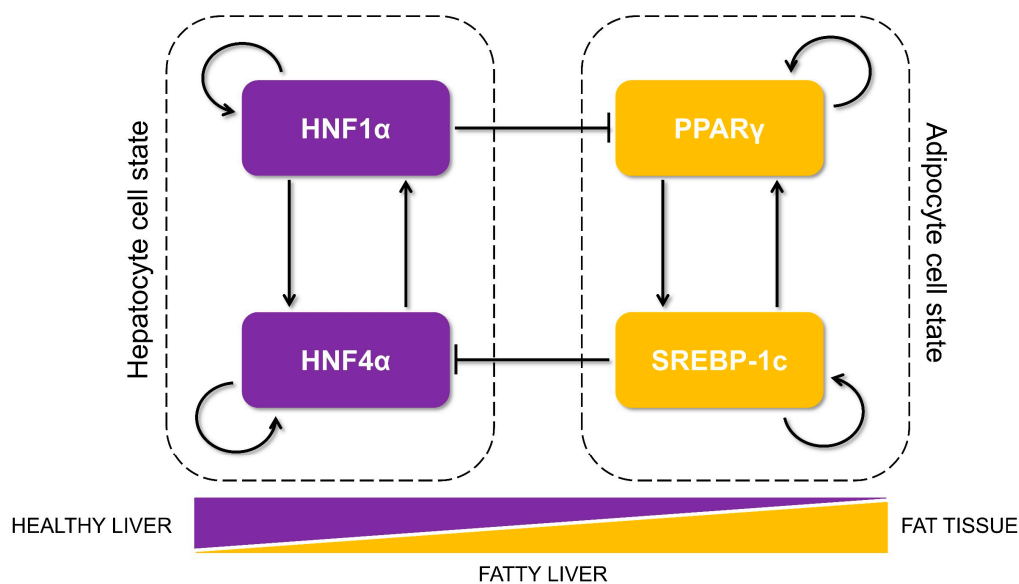 Hepatocyte cell state
HNF1α
PPARγ
Adipocyte cell state
HNF4α
SREBP-1c
HEALTHY LIVER
FAT TISSUE
FATTY LIVER